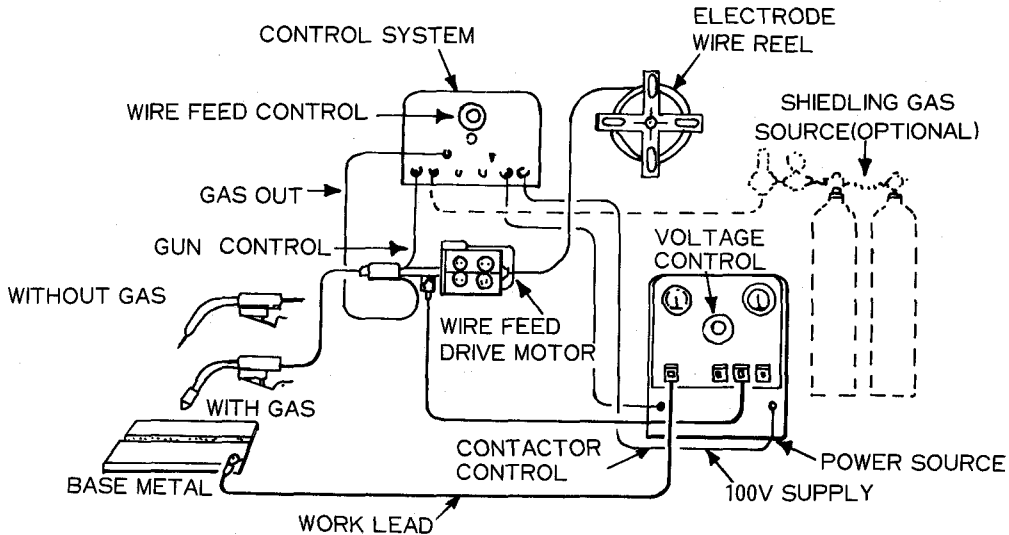 ELECTRODE
WIRE REEL
CONTROL SYSTEM
WIRE FEED CONTROL
SHIEDLING GAS
SOURCE(OPTIONAL)
GAS OUT
GUN CONTROL
VOLTAGE
CONTROL
WITHOUT GAS
WIRE FEED
DRIVE MOTOR
WITH GAS
CONTACTOR
CONTROL
POWER SOURCE
BASE METAL
100V SUPPLY
WORK LEAD